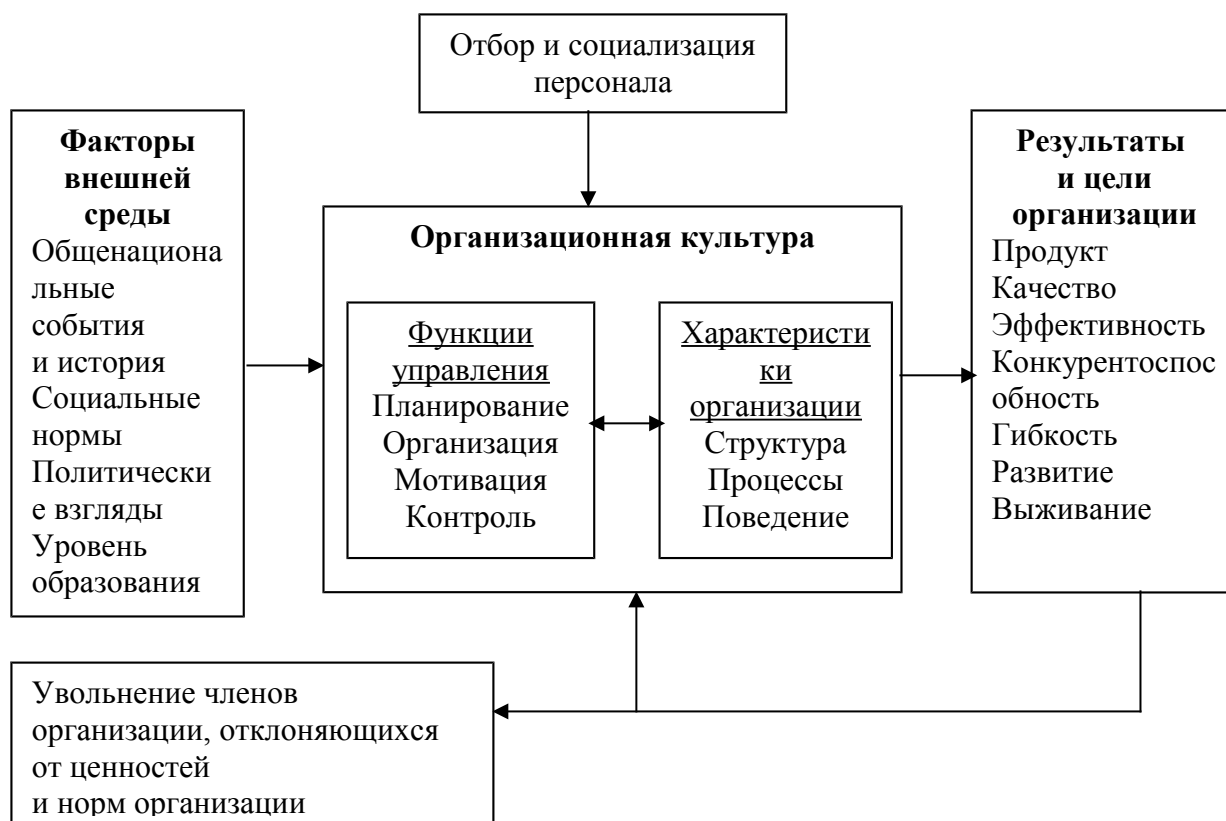 Отбор и социализация
персонала
Факторы
внешней
среды
Общенациона
льные
события
и история
Социальные
нормы
Политически
е взгляды
Уровень
образования
Организационная культура
Функции
управления
Планирование
Организация
Мотивация
Контроль
Характеристи
ки
организации
Структура
Процессы
Поведение
Результаты
и цели
организации
Продукт
Качество
Эффективность
Конкурентоспос
обность
Гибкость
Развитие
Выживание
Увольнение членов
организации, отклоняющихся
от ценностей
и норм организации